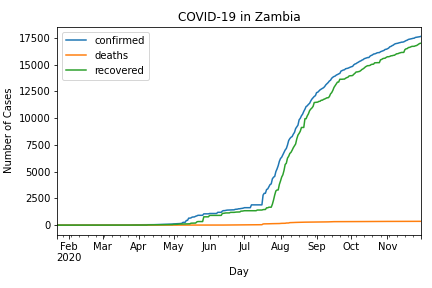 COVID-19 in Zambia
confirmed
deaths
recovered
Number of Cases
17500
15000
12500
10000
7500
5000
2500
0
Feb Mar Apr May Jun Jul Aug Sep Oct Nov
2020
Day